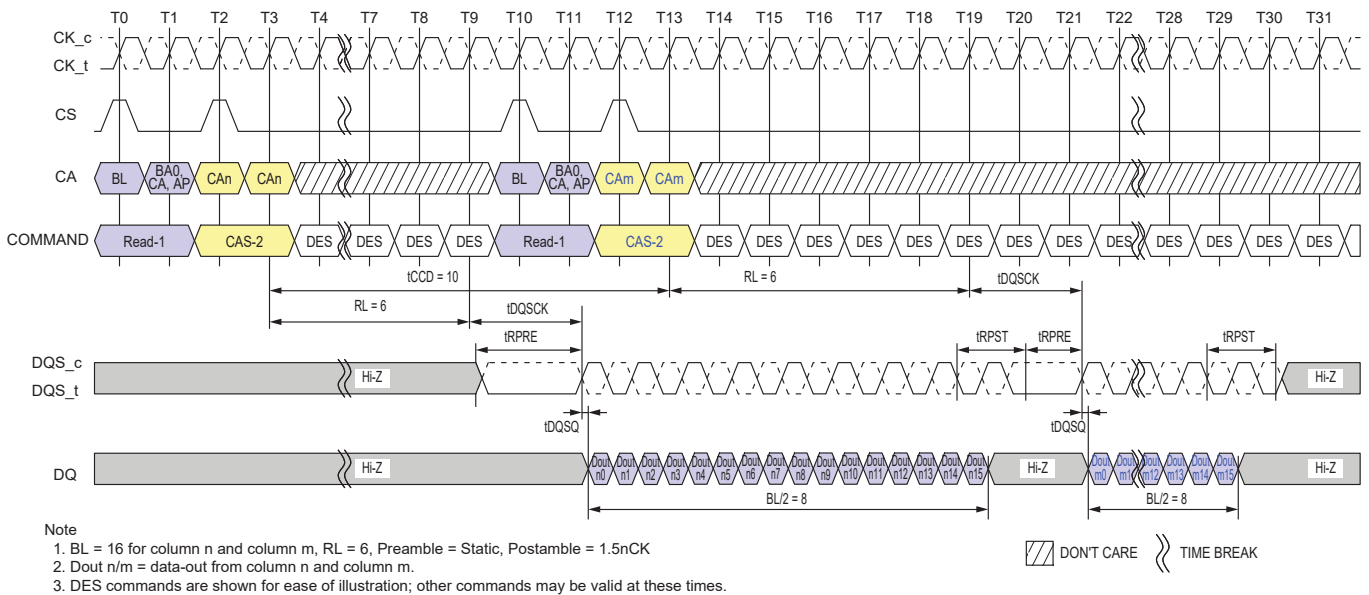 T0 T1 T2 T3 T4 T7 T8 T9 T10 T11 T12 T13 T14 T15 T16 T17 T18 T19 T20 T21 T22 T28 T29 T30 T31
CK_c
CK_t
CS
CA BL BA0, CA, AP CAn CAn BL BA0, CA, AP CAm CAm
COMMAND Read-1 CAS-2 DES DES DES DES Read-1 CAS-2 DES DES DES DES DES DES DES DES DES DES DES DES DES
tCCD = 10 RL = 6 tDQSCK
RL = 6 tDQSCK
tRPRE tRPST tRPRE tRPST
DQS_c
DQS_t
Hi-Z Hi-Z
tDQSQ tDQSQ
DQ Hi-Z Dout n0 Dout n1 Dout n2 Dout n3 Dout n4 Dout n5 Dout n6 Dout n7 Dout n8 Dout n9 Dout n10 Dout n11 Dout n12 Dout n13 Dout n14 Dout n15 Hi-Z Dout m0 Dout m1 Dout m12 Dout m13 Dout m14 Dout m15 Hi-Z
BL/2 = 8 BL/2 = 8
Note
1. BL = 16 for column n and column m, RL = 6, Preamble = Static, Postamble = 1.5nCK
2. Dout n/m = data-out from column n and column m.
3. DES commands are shown for ease of illustration; other commands may be valid at these times.
DON'T CARE TIME BREAK